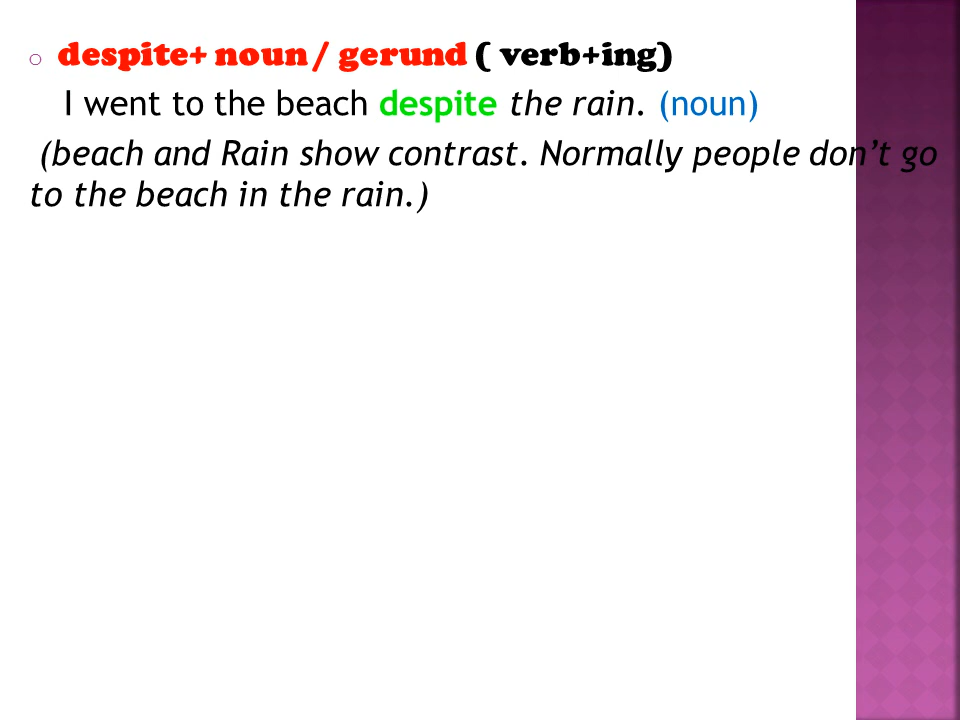 o despite+ noun / gerund ( verb+ing)
I went to the beach despite the rain. (noun)
(beach and Rain show contrast. Normally people don’t go
to the beach in the rain.)